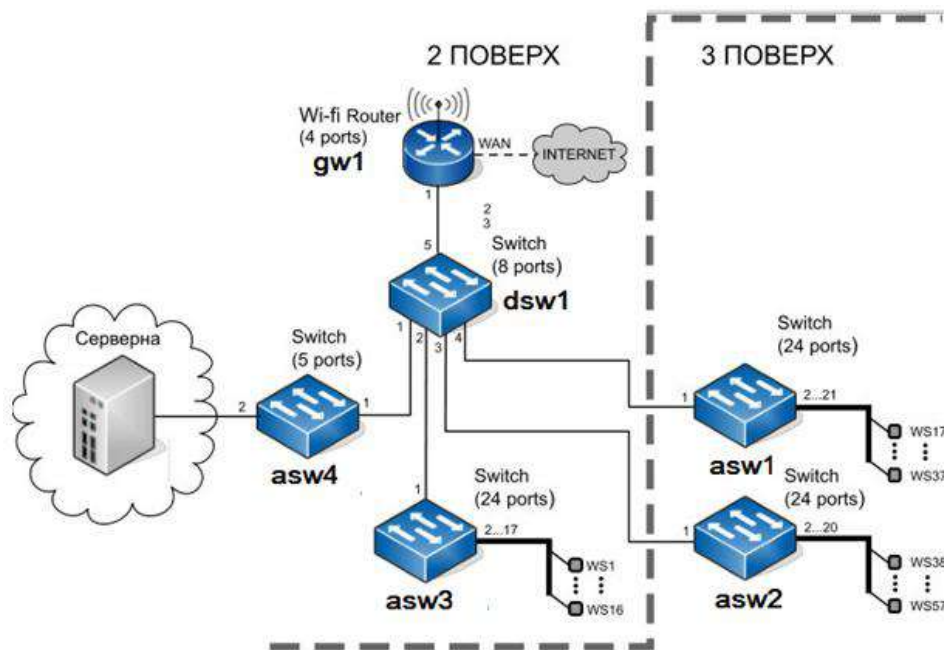 2 ПОВЕРХ
3 ПОВЕРХ
Wi-fi Router
(4 ports)
gw1
WAN
INTERNET
1
2
3
5
Switch
(8 ports)
dsw1
1
2
3
4
Серверна
Switch
(5 ports)
2
1
asw4
Switch
(24 ports)
1
2...21
WS17
WS37
asw1
1
Switch
(24 ports)
2...17
WS1
WS16
asw3
Switch
(24 ports)
1
2...20
WS38
WS57
asw2